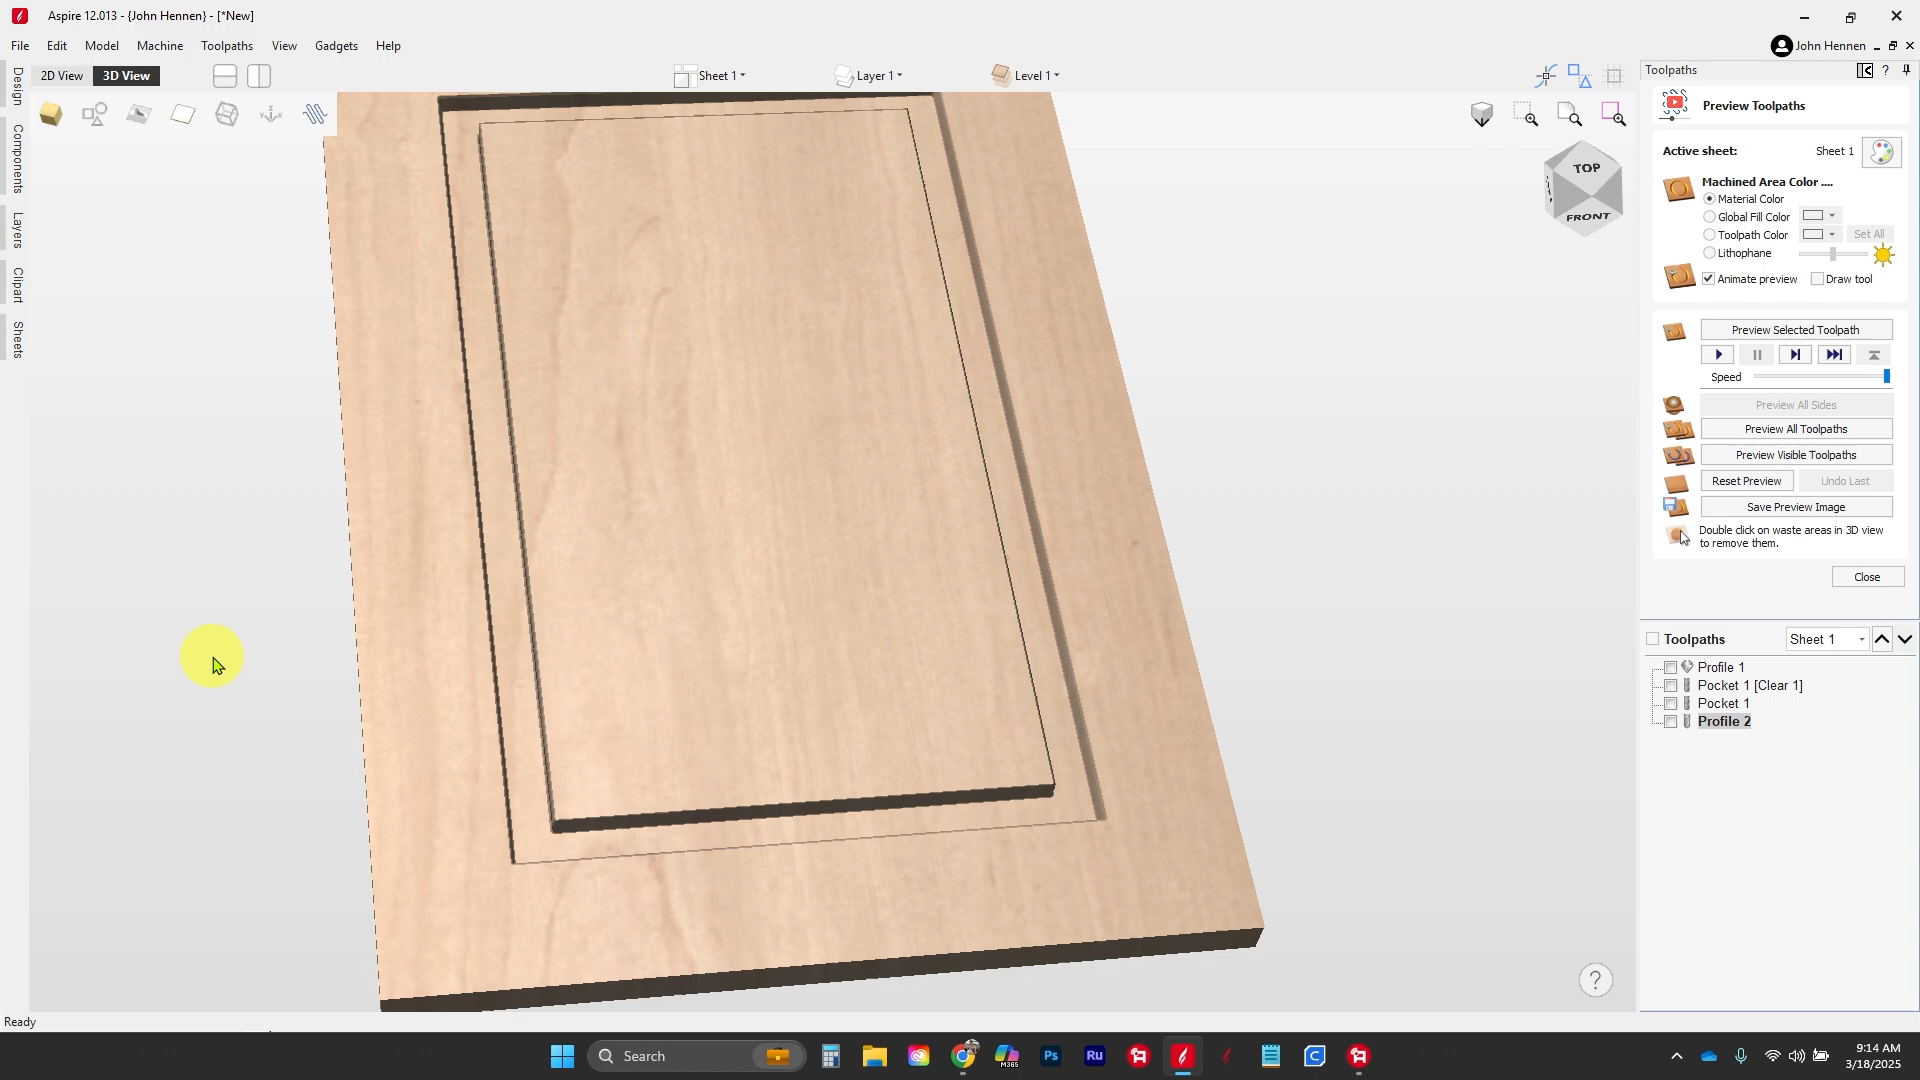 Aspire 12.013 - {John Hennen} - [*New]
File Edit Model Machine Toolpaths View Gadgets Help
John Hennen
2D View 3D View
Sheet 1
Layer 1
Level 1
Design
Components
Layers
Clipart
Sheets
TOP
FRONT
Toolpaths
?
Preview Toolpaths
Active sheet: Sheet 1
Machined Area Color ....
Material Color
Global Fill Color
Toolpath Color Set All
Lithophane
Animate preview Draw tool
Preview Selected Toolpath
Speed
Preview All Sides
Preview All Toolpaths
Preview Visible Toolpaths
Reset Preview Undo Last
Save Preview Image
Double click on waste areas in 3D view
to remove them.
Close
Toolpaths Sheet 1
Profile 1
Pocket 1 [Clear 1]
Pocket 1
Profile 2
?
Ready
Search
M365
Ps
Ru
9:14 AM
3/18/2025